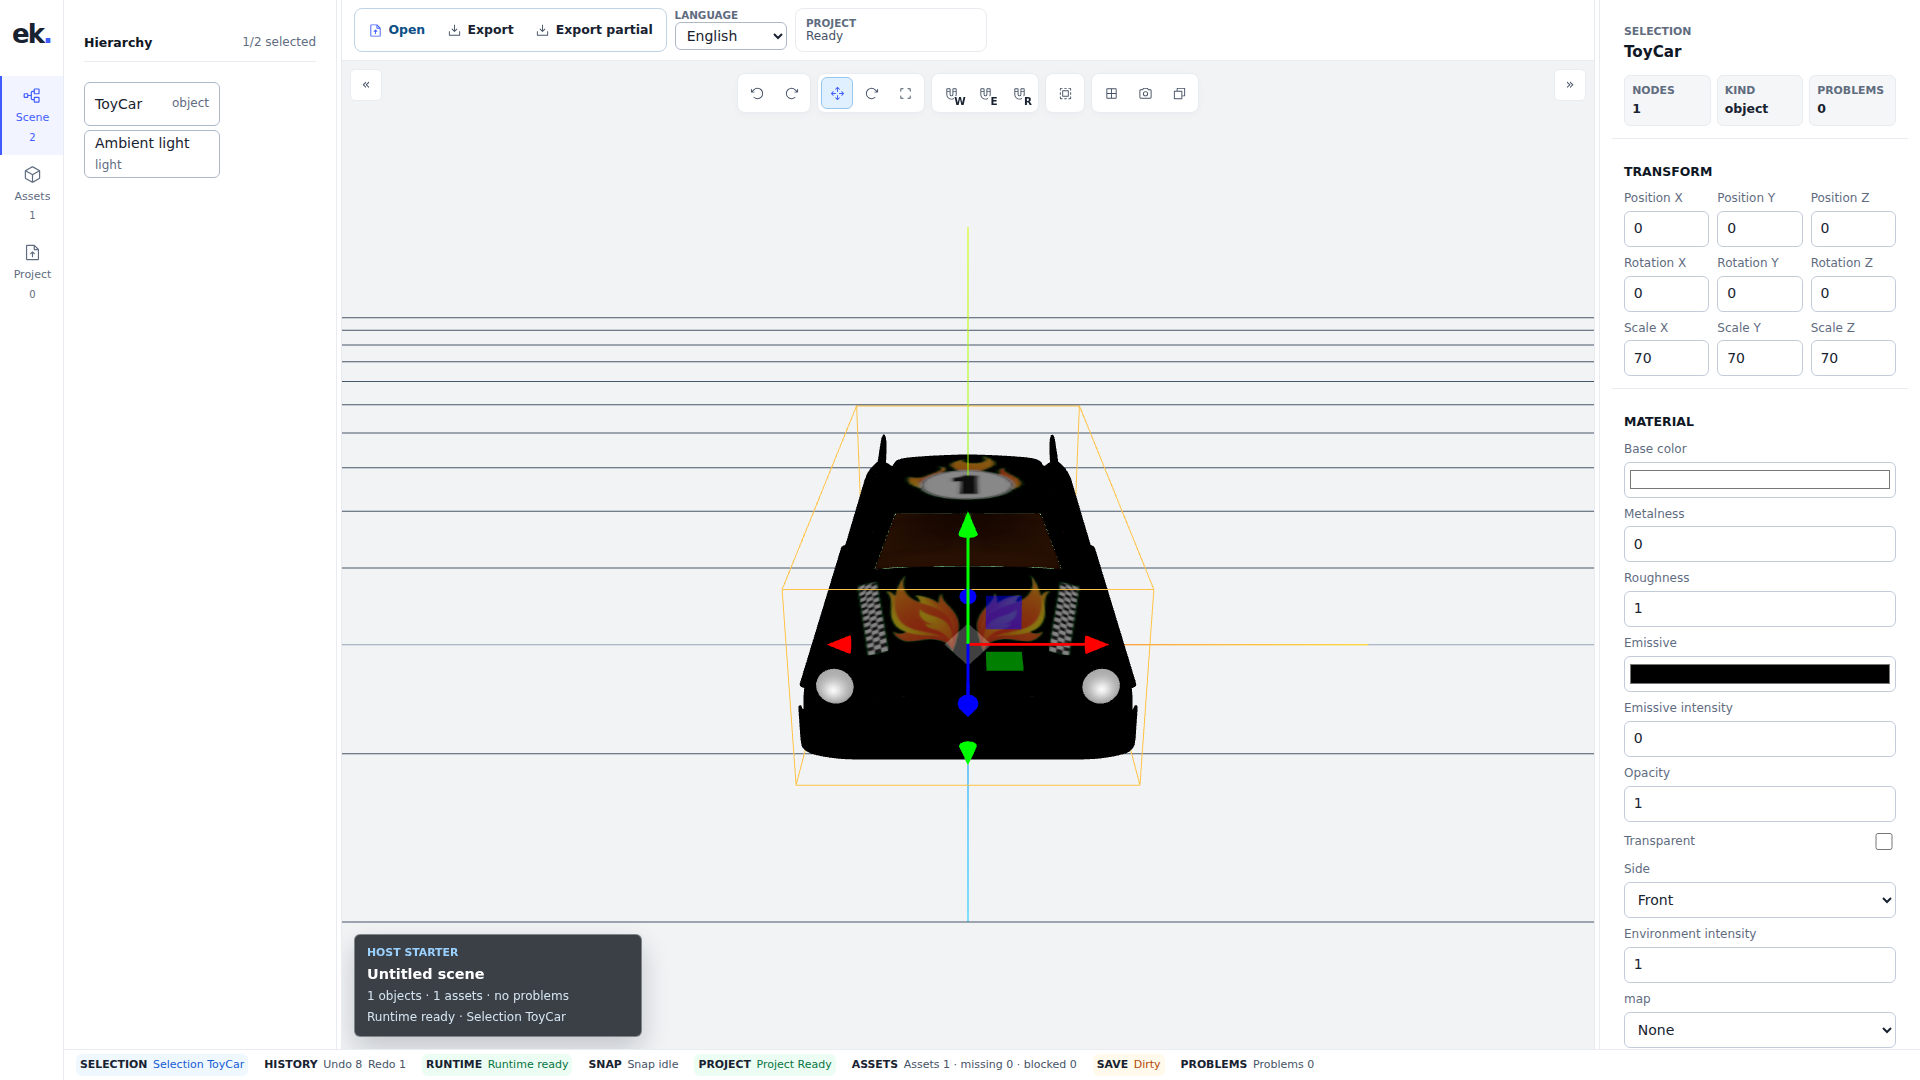 ek.
Scene
2
Assets
1
Project
0
Hierarchy
1/2 selected
ToyCar
object
Ambient light
light
Open
Export
Export partial
LANGUAGE
English
PROJECT
Ready
«
W
E
R
»
1
HOST STARTER
Untitled scene
1 objects · 1 assets · no problems
Runtime ready · Selection ToyCar
SELECTION
ToyCar
NODES
1
KIND
object
PROBLEMS
0
TRANSFORM
Position X
Position Y
Position Z
0
0
0
Rotation X
Rotation Y
Rotation Z
0
0
0
Scale X
Scale Y
Scale Z
70
70
70
MATERIAL
Base color
Metalness
0
Roughness
1
Emissive
Emissive intensity
0
Opacity
1
Transparent
Side
Front
Environment intensity
1
map
None
SELECTION Selection ToyCar
HISTORY Undo 8 Redo 1
RUNTIME Runtime ready
SNAP Snap idle
PROJECT Project Ready
ASSETS Assets 1 · missing 0 · blocked 0
SAVE Dirty
PROBLEMS Problems 0